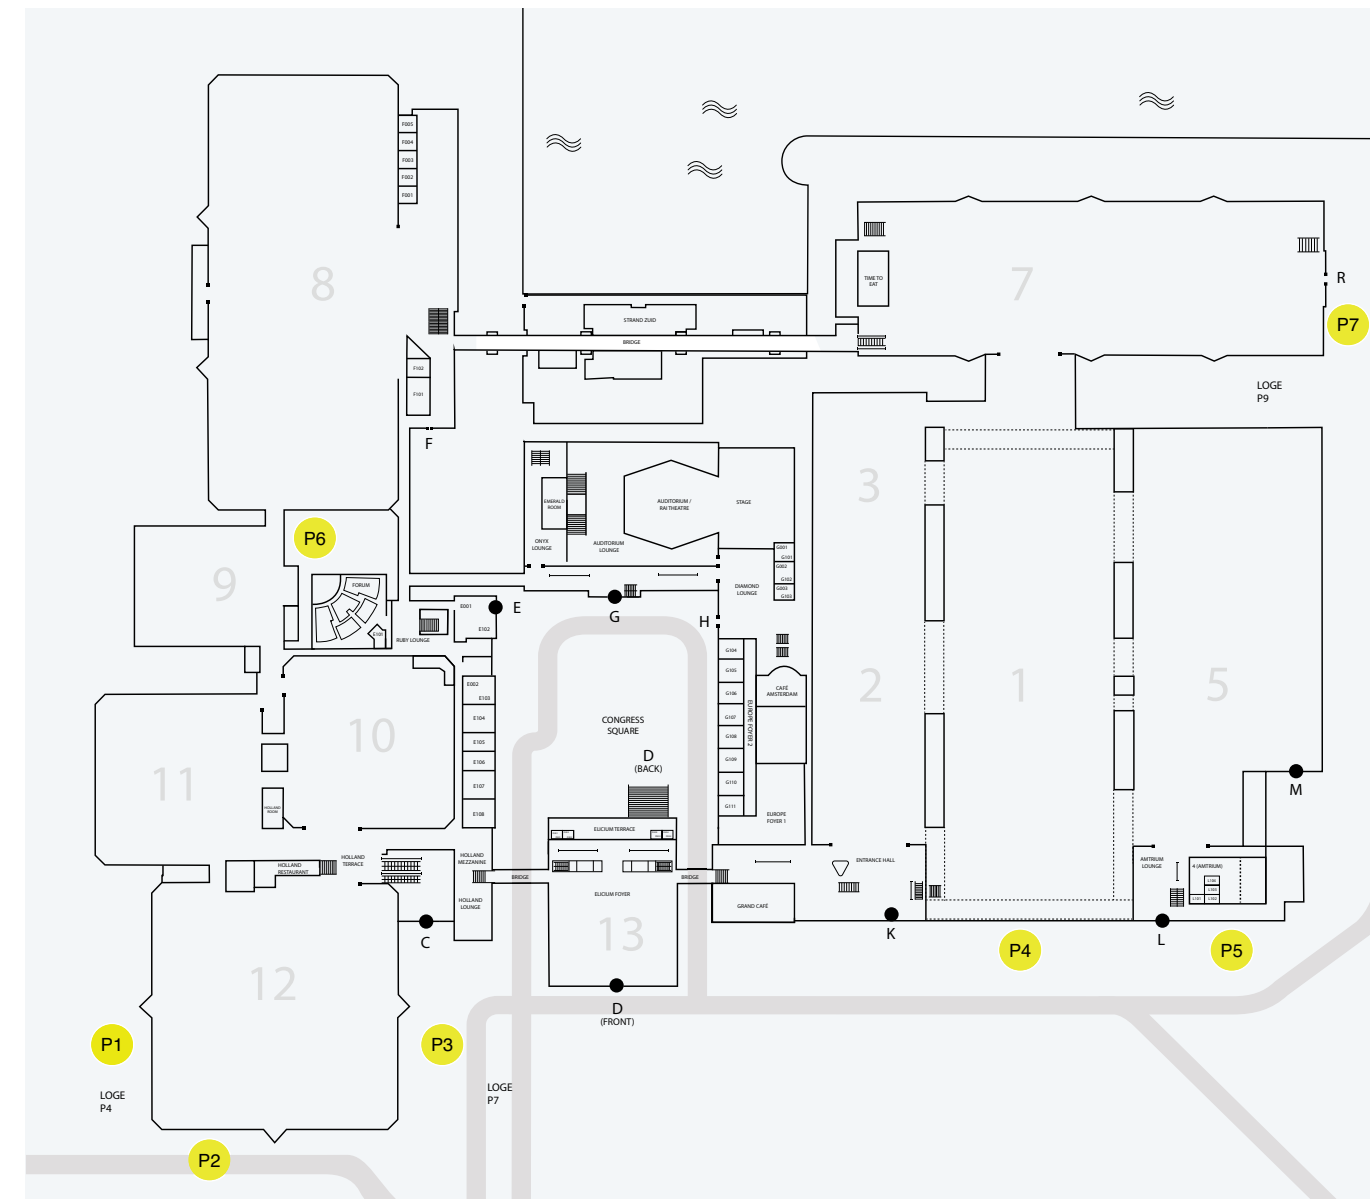 F005
F004
F003
F002
F001
8
7
R
TIME TO
EAT
P7
STRAND ZUID
BRIDGE
F102
F101
LOGE
P9
F
3
EMERALD
ROOM
AUDITORIUM /
RAI THEATRE
STAGE
P6
ONYX
LOUNGE
AUDITORIUM
LOUNGE
G001
G101
G002
G102
G003
G103
9
FORUM
DIAMOND
LOUNGE
E001
E
E102
RUBY LOUNGE
G
H
G104
G105
G106
G107
G108
G109
G110
G111
CAFÉ
AMSTERDAM
EUROPE FOYER 2
2
1
5
E002
E103
E104
E105
E106
E107
E108
10
CONGRESS
SQUARE
D
(BACK)
11
HOLLAND
ROOM
M
EUROPE
FOYER 1
ELICIUM TERRACE
HOLLAND
RESTAURANT
HOLLAND
TERRACE
HOLLAND
MEZZANINE
BRIDGE
BRIDGE
ENTRANCE HALL
AMTRIUM
LOUNGE
4 (AMTRIUM)
L101
L102
HOLLAND
LOUNGE
ELICIUM FOYER
GRAND CAFÉ
13
C
K
L
P4
P5
12
D
(FRONT)
P1
P3
LOGE
P4
LOGE
P7
P2